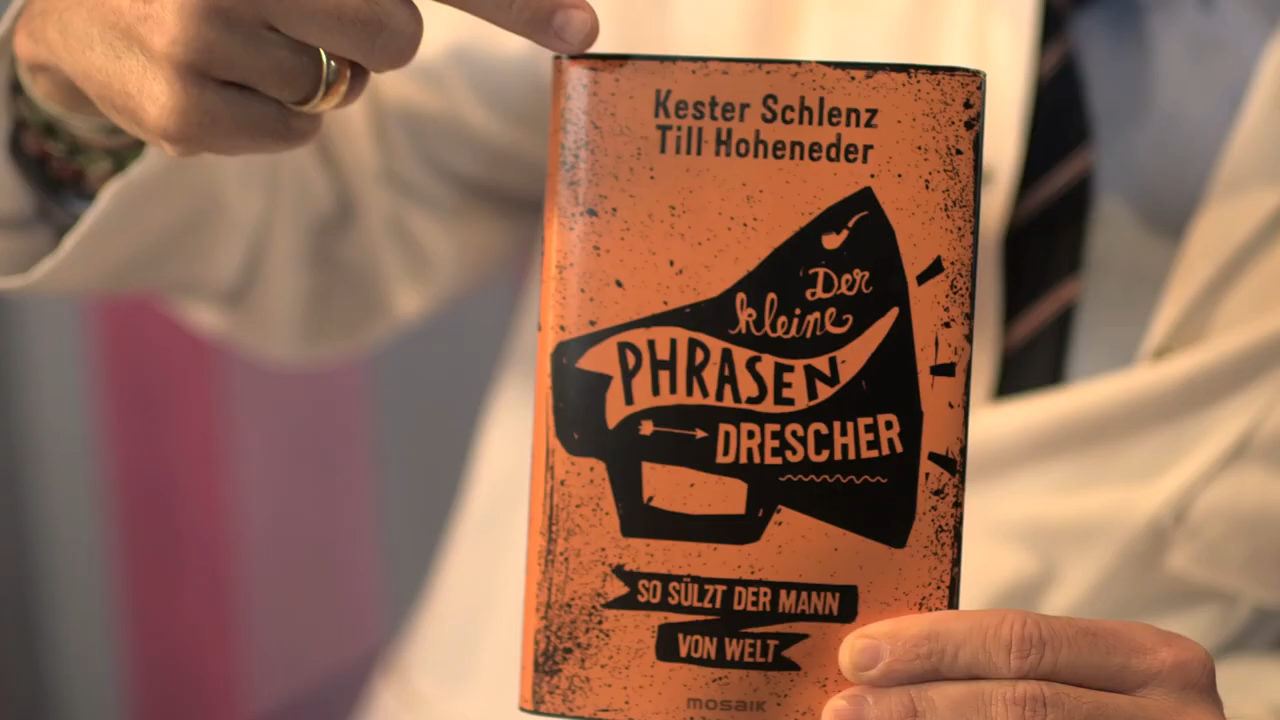 Kester Schlenz
Till Hoheneder
Der
kleine
PHRASEN
DRESCHER
SO SÜLZT DER MANN
VON WELT
mosaik